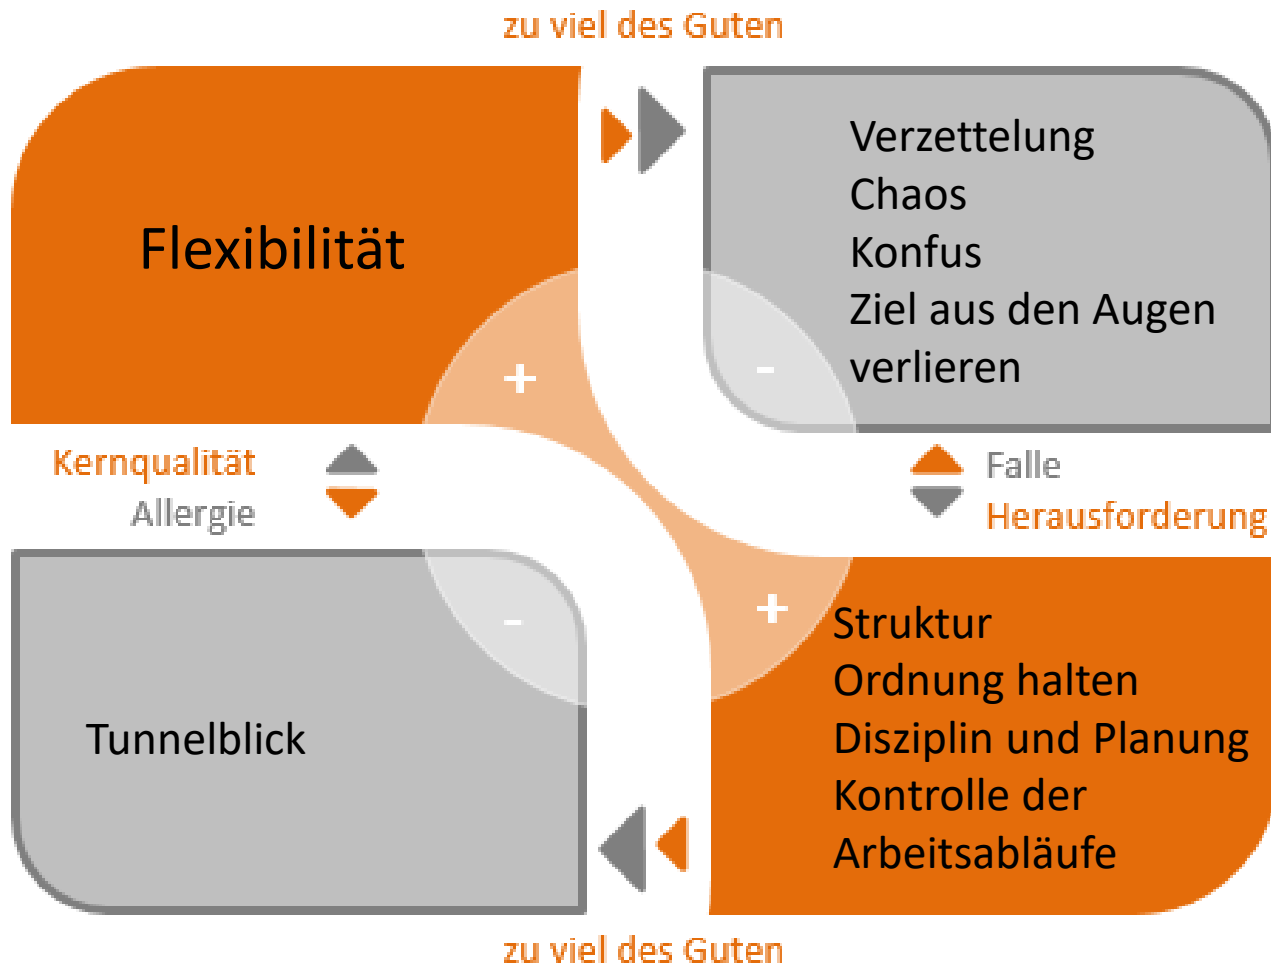 zu viel des Guten
Flexibilität
+
Verzettelung
Chaos
Konfus
Ziel aus den Augen
verlieren
-
Kernqualität
Allergie
Falle
Herausforderung
Tunnelblick
-
+
Struktur
Ordnung halten
Disziplin und Planung
Kontrolle der
Arbeitsabläufe
zu viel des Guten